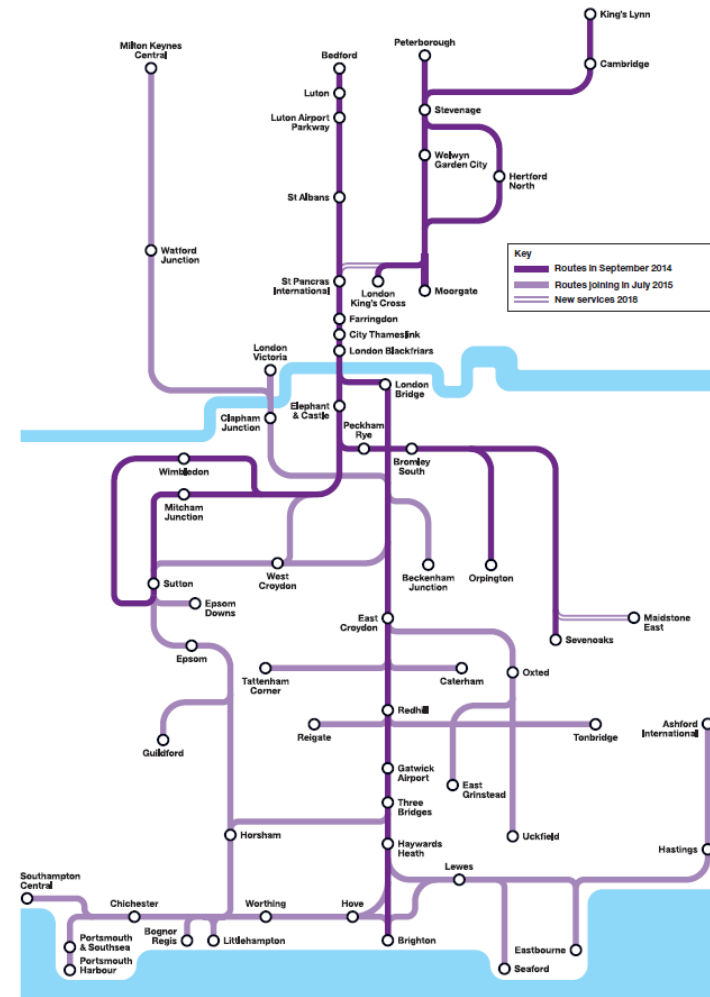 King's Lynn
Milton Keynes
Central
Bedford
Peterborough
Cambridge
Luton
Luton Airport
Parkway
Stevenage
Welwyn
Garden City
Hertford
North
St Albans
Watford
Junction
Key
Routes in September 2014
Routes joining in July 2015
New services 2018
St Pancras
International
London
King's Cross
Moorgate
Farringdon
City Thameslink
London Blackfriars
London
Victoria
London
Bridge
Clapham
Junction
Elephant
& Castle
Peckham
Rye
Bromley
South
Wimbledon
Mitcham
Junction
West
Croydon
Beckenham
Junction
Orpington
Sutton
Epsom
Downs
East
Croydon
Maidstone
East
Sevenoaks
Epsom
Tattenham
Corner
Caterham
Oxted
Redhill
Reigate
Tonbridge
Ashford
International
Guildford
Gatwick
Airport
East
Grinstead
Three
Bridges
Horsham
Haywards
Heath
Uckfield
Hastings
Lewes
Southampton
Central
Chichester
Worthing
Hove
Bognor
Regis
Littlehampton
Brighton
Portsmouth
& Southsea
Portsmouth
Harbour
Eastbourne
Seaford